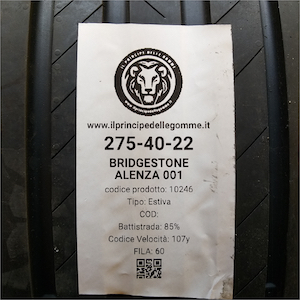 IL PRINCIPE DELLE GOMME
www.ilprincipedellegomme.it
275-40-22
BRIDGESTONE
ALENZA 001
codice prodotto: 10246
Tipo: Estiva
COD:
Battistrada: 85%
Codice Velocità: 107y
FILA: 60